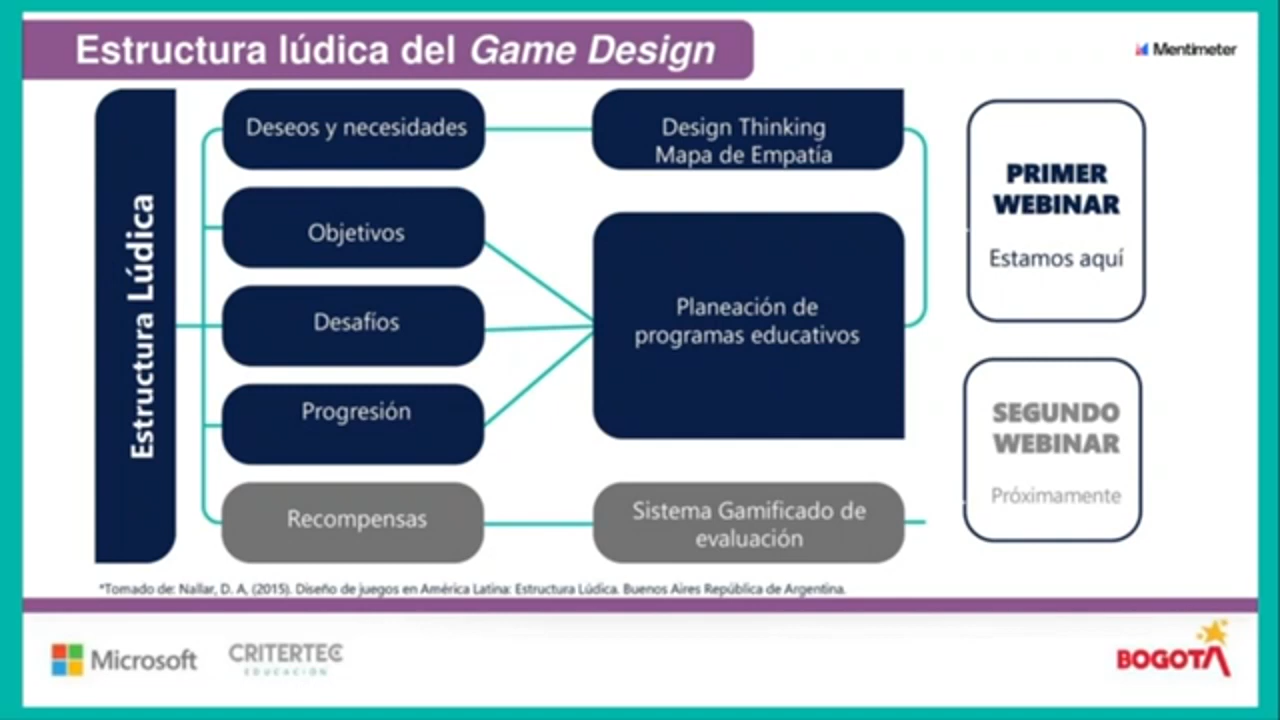 Estructura lúdica del Game Design
Mentimeter
Estructura Lúdica
Deseos y necesidades
Objetivos
Desafíos
Progresión
Recompensas
Design Thinking
Mapa de Empatía
Planeación de
programas educativos
Sistema Gamificado de
evaluación
PRIMER
WEBINAR
Estamos aquí
SEGUNDO
WEBINAR
Próximamente
*Tomado de: Nallar, D. A, (2015). Diseño de juegos en América Latina: Estructura Lúdica. Buenos Aires República de Argentina.
Microsoft
CRITERTEC
EDUCACIÓN
BOGOTA